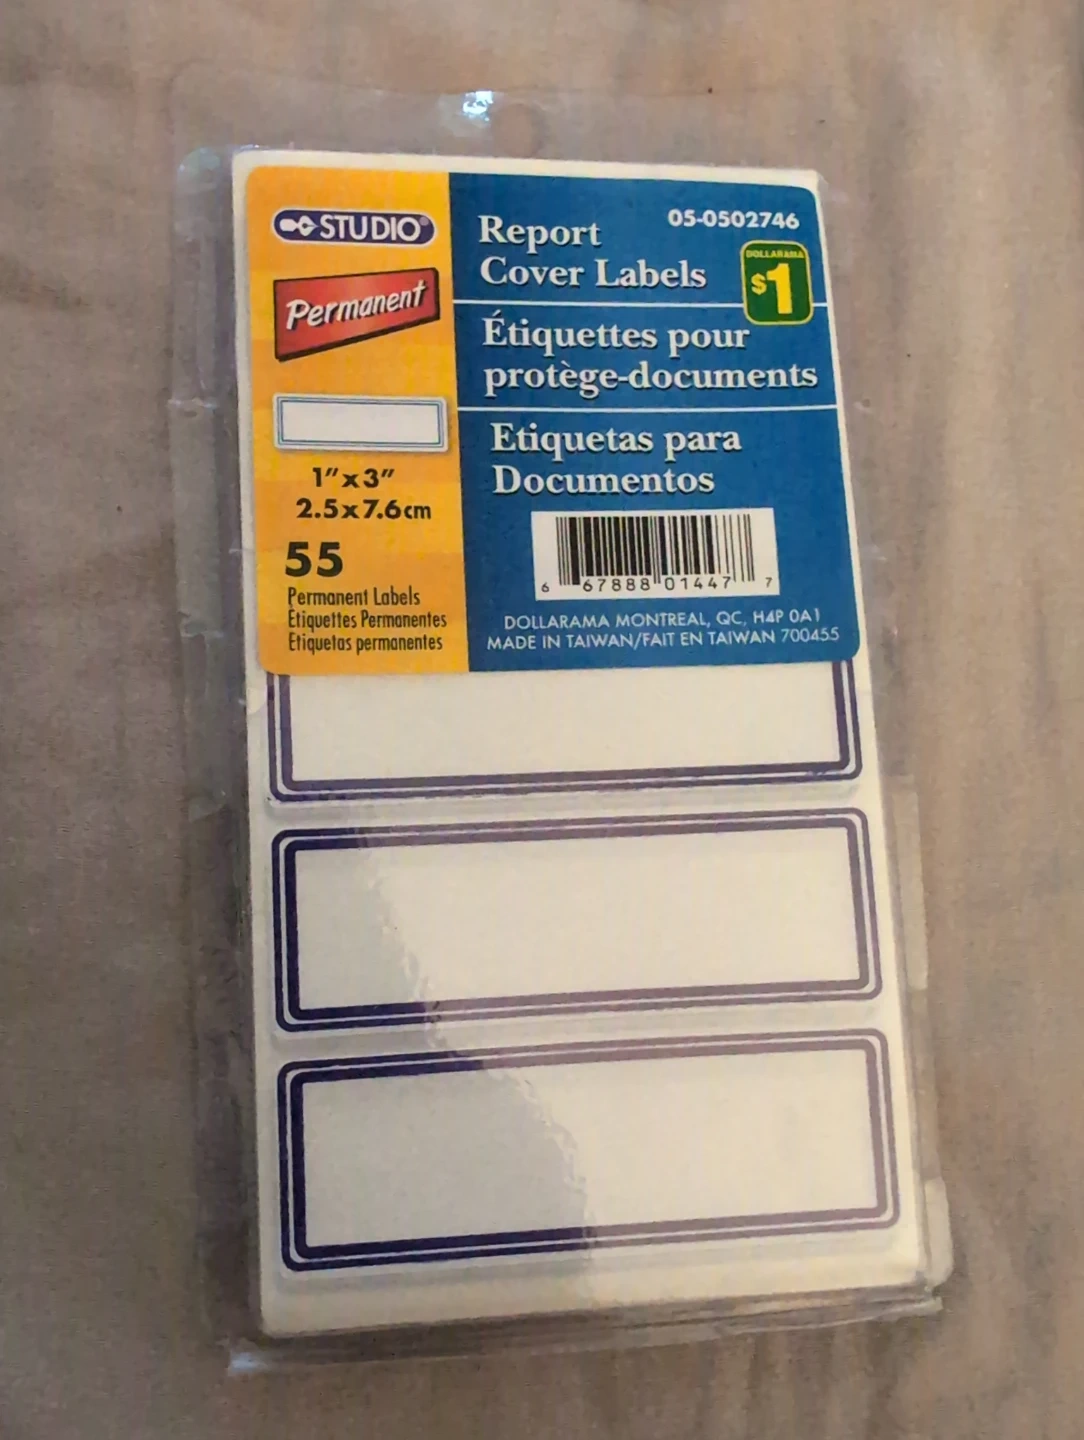 STUDIO®
Permanent
1"x3"
2.5x7.6cm
55
Permanent Labels
Étiquettes Permanentes
Etiquetas permanentes
05-0502746
Report
Cover Labels
DOLLARAMA
$1
Étiquettes pour
protège-documents
Etiquetas para
Documentos
6 67888 01447 7
DOLLARAMA MONTREAL, QC, H4P 0A1
MADE IN TAIWAN/FAIT EN TAIWAN 700455